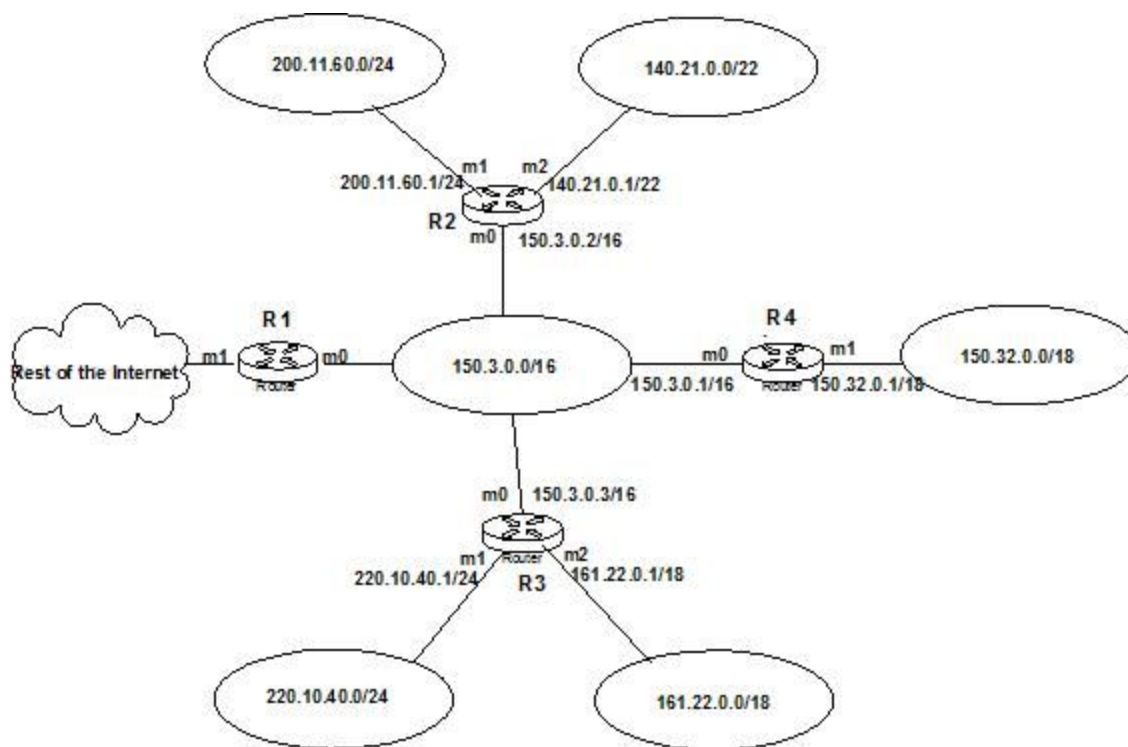 200.11.60.0/24
140.21.0.0/22
m1
m2
200.11.60.1/24
140.21.0.1/22
R2
m0
150.3.0.2/16
R1
R4
Rest of the Internet
m1
m0
Router
150.3.0.0/16
m0
m1
150.3.0.1/16
Router
150.32.0.1/18
150.32.0.0/18
m0
150.3.0.3/16
m1
Router
m2
220.10.40.1/24
161.22.0.1/18
R3
220.10.40.0/24
161.22.0.0/18